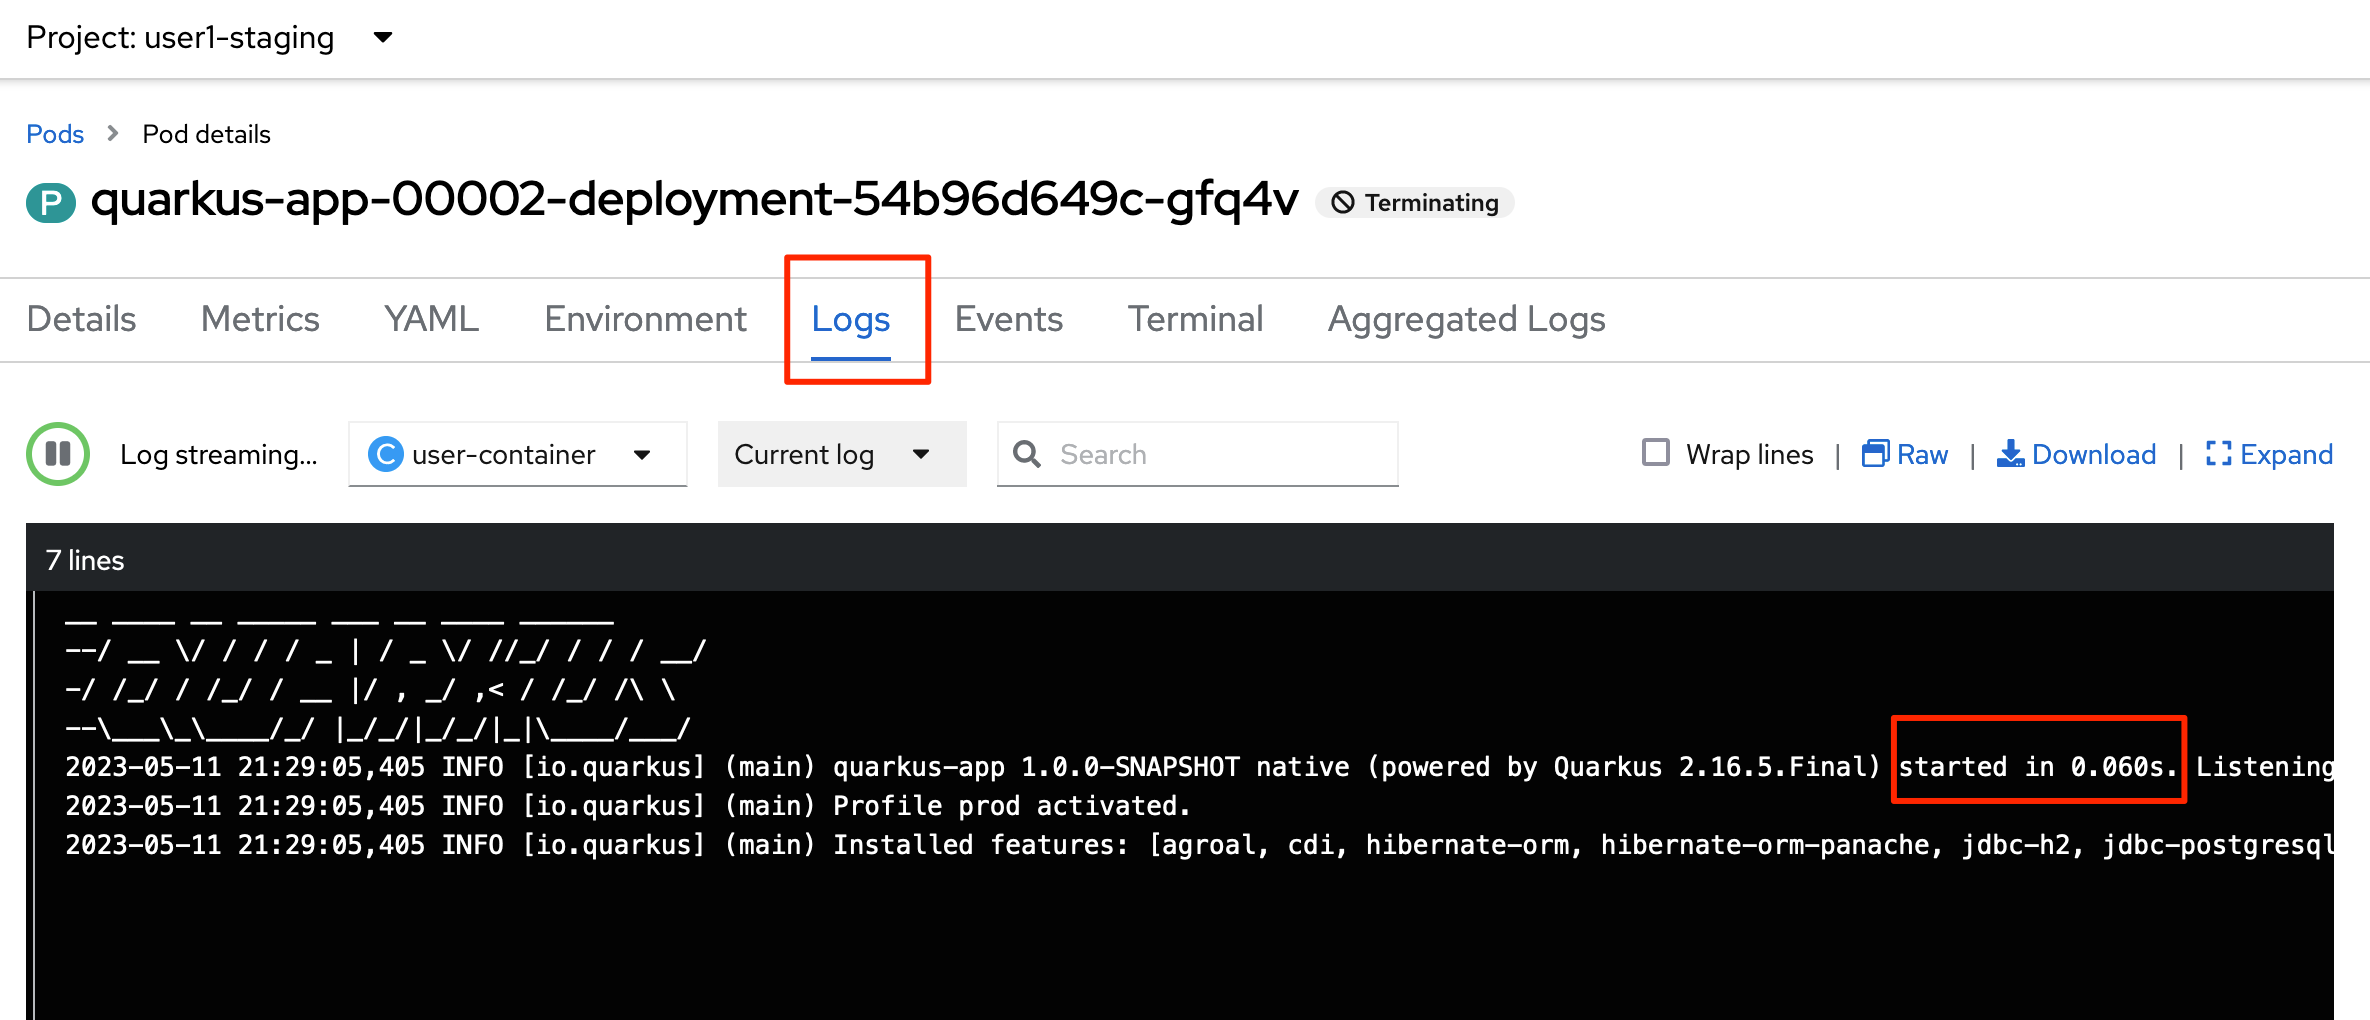 Project: user1-staging
Pods > Pod details
P quarkus-app-00002-deployment-54b96d649c-gfq4v Terminating
Details Metrics YAML Environment Logs Events Terminal Aggregated Logs
Log streaming... C user-container Current log Search Wrap lines | Raw | Download | Expand
7 lines
__ ____ __ _____ ___ __ ____ ______
--/ __ \/ / / / _ | / _ \/ //_/ / / / __/
-/ /_/ / /_/ / __ |/ , _/ ,< / /_/ /\ \
--\___\_\____/_/ |_/_/|_/_/|_|\____/___/
2023-05-11 21:29:05,405 INFO [io.quarkus] (main) quarkus-app 1.0.0-SNAPSHOT native (powered by Quarkus 2.16.5.Final) started in 0.060s. Listening
2023-05-11 21:29:05,405 INFO [io.quarkus] (main) Profile prod activated.
2023-05-11 21:29:05,405 INFO [io.quarkus] (main) Installed features: [agroal, cdi, hibernate-orm, hibernate-orm-panache, jdbc-h2, jdbc-postgresql